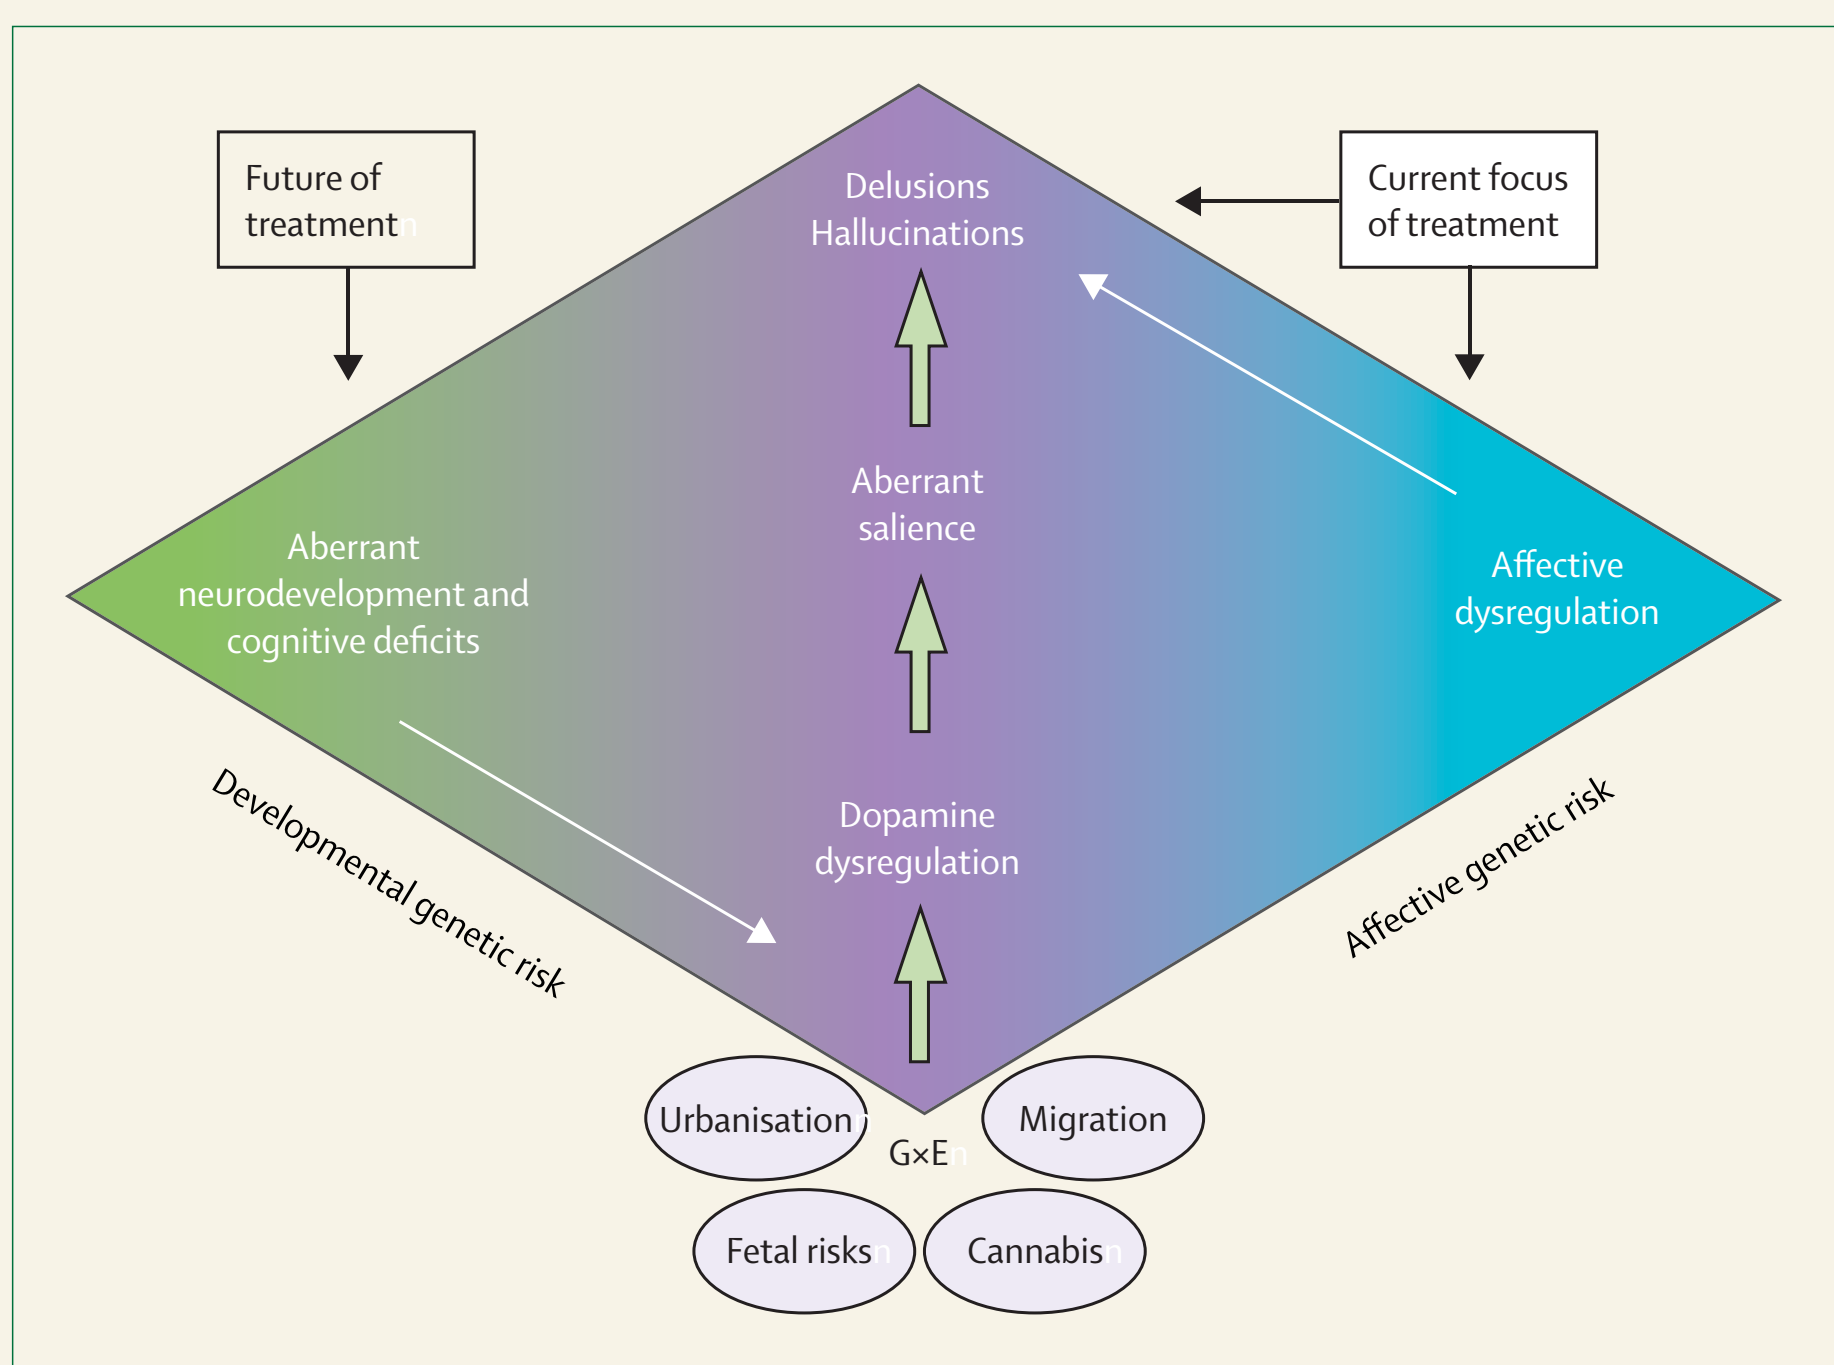 Future of
treatment
Delusions
Hallucinations
Current focus
of treatment
Aberrant
salience
Aberrant
neurodevelopment and
cognitive deficits
Affective
dysregulation
Dopamine
dysregulation
Developmental genetic risk
Affective genetic risk
Urbanisation
Migration
G×E
Fetal risks
Cannabis